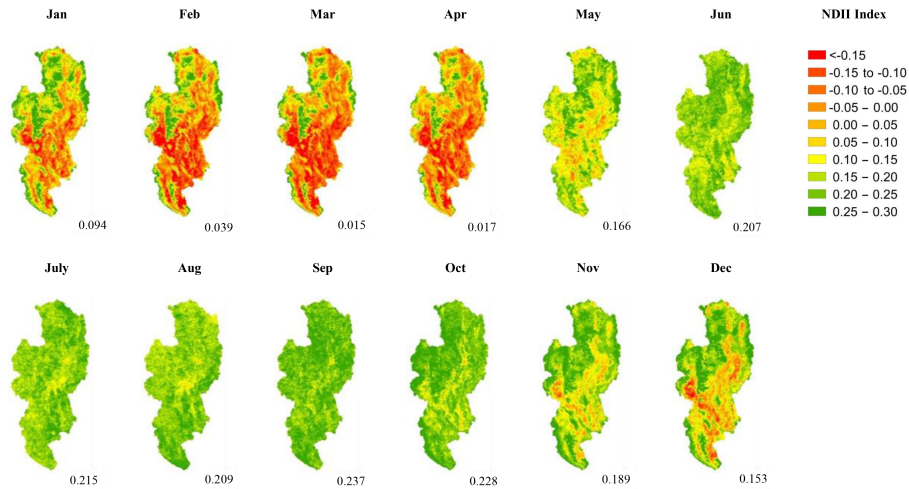 Jan Feb Mar Apr May Jun NDII Index
<-0.15
-0.15 to -0.10
-0.10 to -0.05
-0.05 – 0.00
0.00 – 0.05
0.05 – 0.10
0.10 – 0.15
0.15 – 0.20
0.20 – 0.25
0.25 – 0.30
0.094 0.039 0.015 0.017 0.166 0.207
July Aug Sep Oct Nov Dec
0.215 0.209 0.237 0.228 0.189 0.153